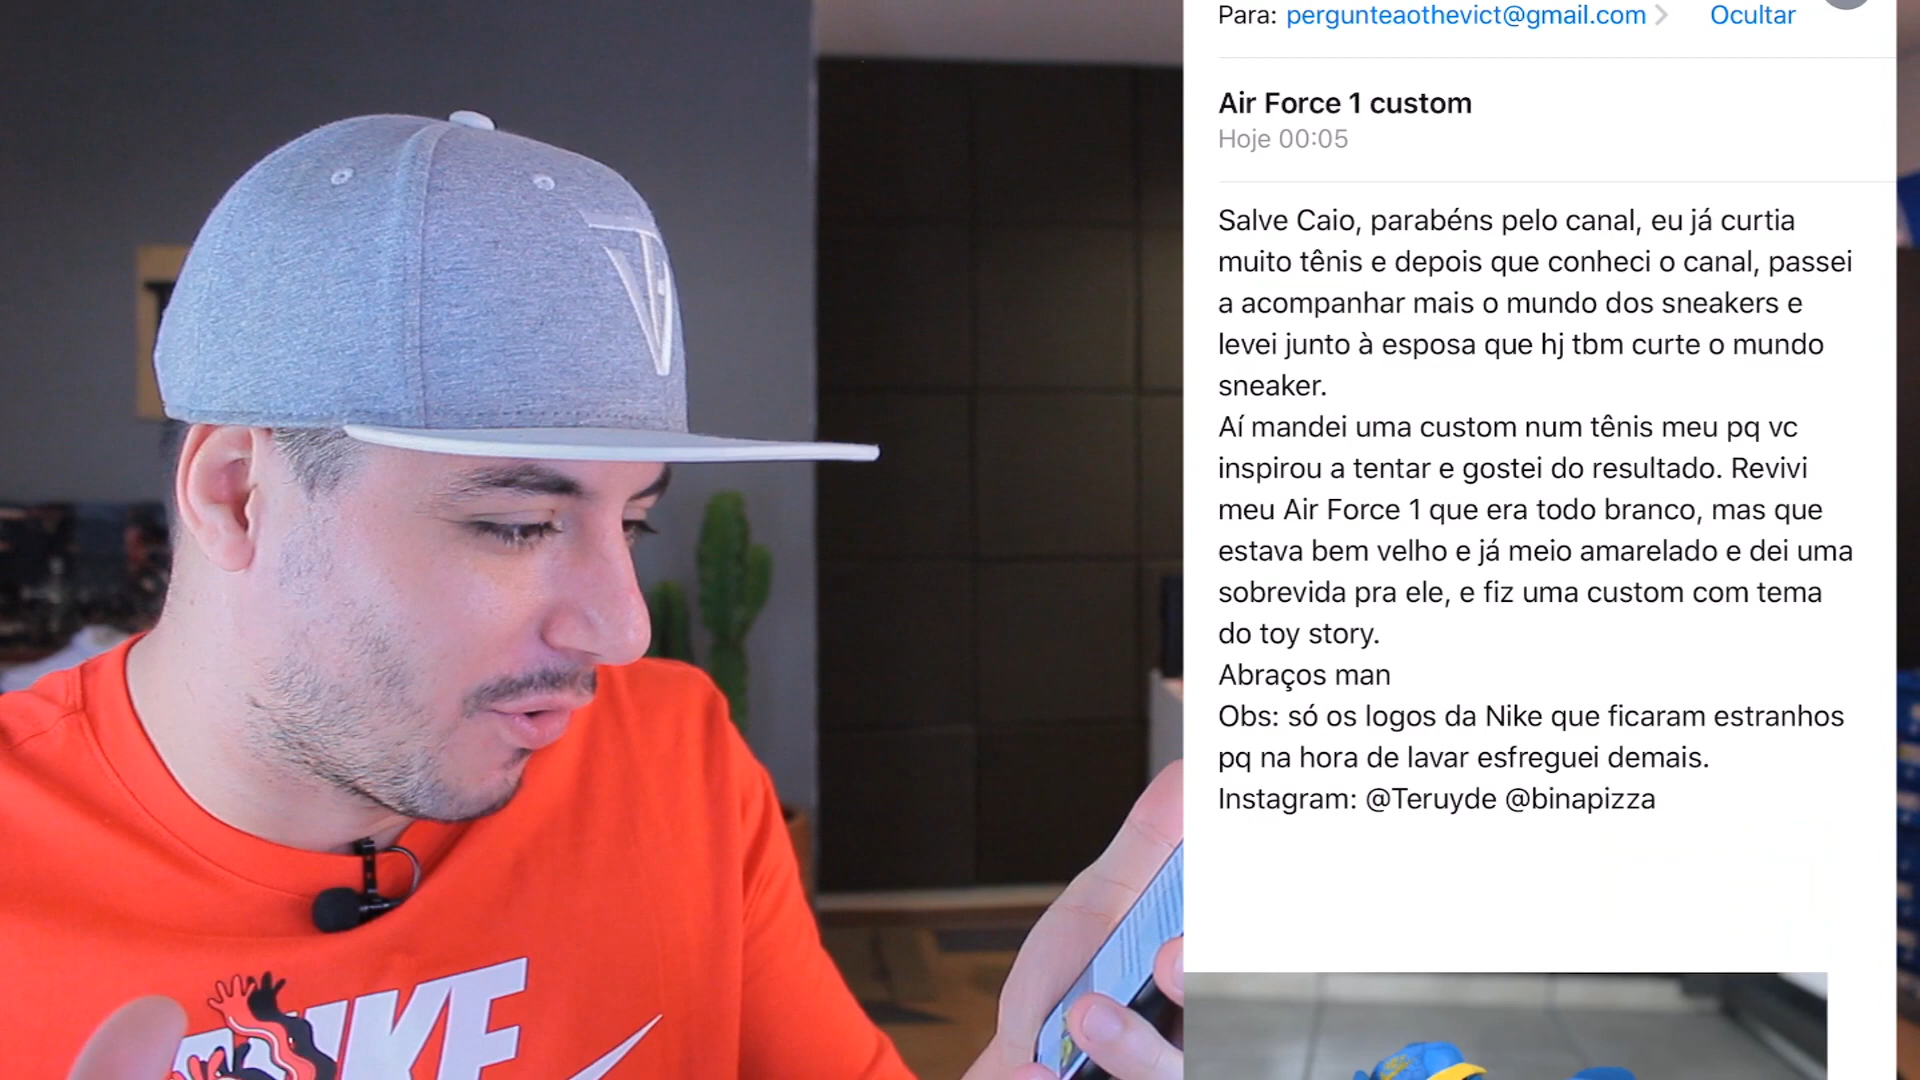 Para: pergunteaothevict@gmail.com Ocultar
Air Force 1 custom
Hoje 00:05
Salve Caio, parabéns pelo canal, eu já curtia
muito tênis e depois que conheci o canal, passei
a acompanhar mais o mundo dos sneakers e
levei junto à esposa que hj tbm curte o mundo
sneaker.
Aí mandei uma custom num tênis meu pq vc
inspirou a tentar e gostei do resultado. Revivi
meu Air Force 1 que era todo branco, mas que
estava bem velho e já meio amarelado e dei uma
sobrevida pra ele, e fiz uma custom com tema
do toy story.
Abraços man
Obs: só os logos da Nike que ficaram estranhos
pq na hora de lavar esfreguei demais.
Instagram: @Teruyde @binapizza
NIKE